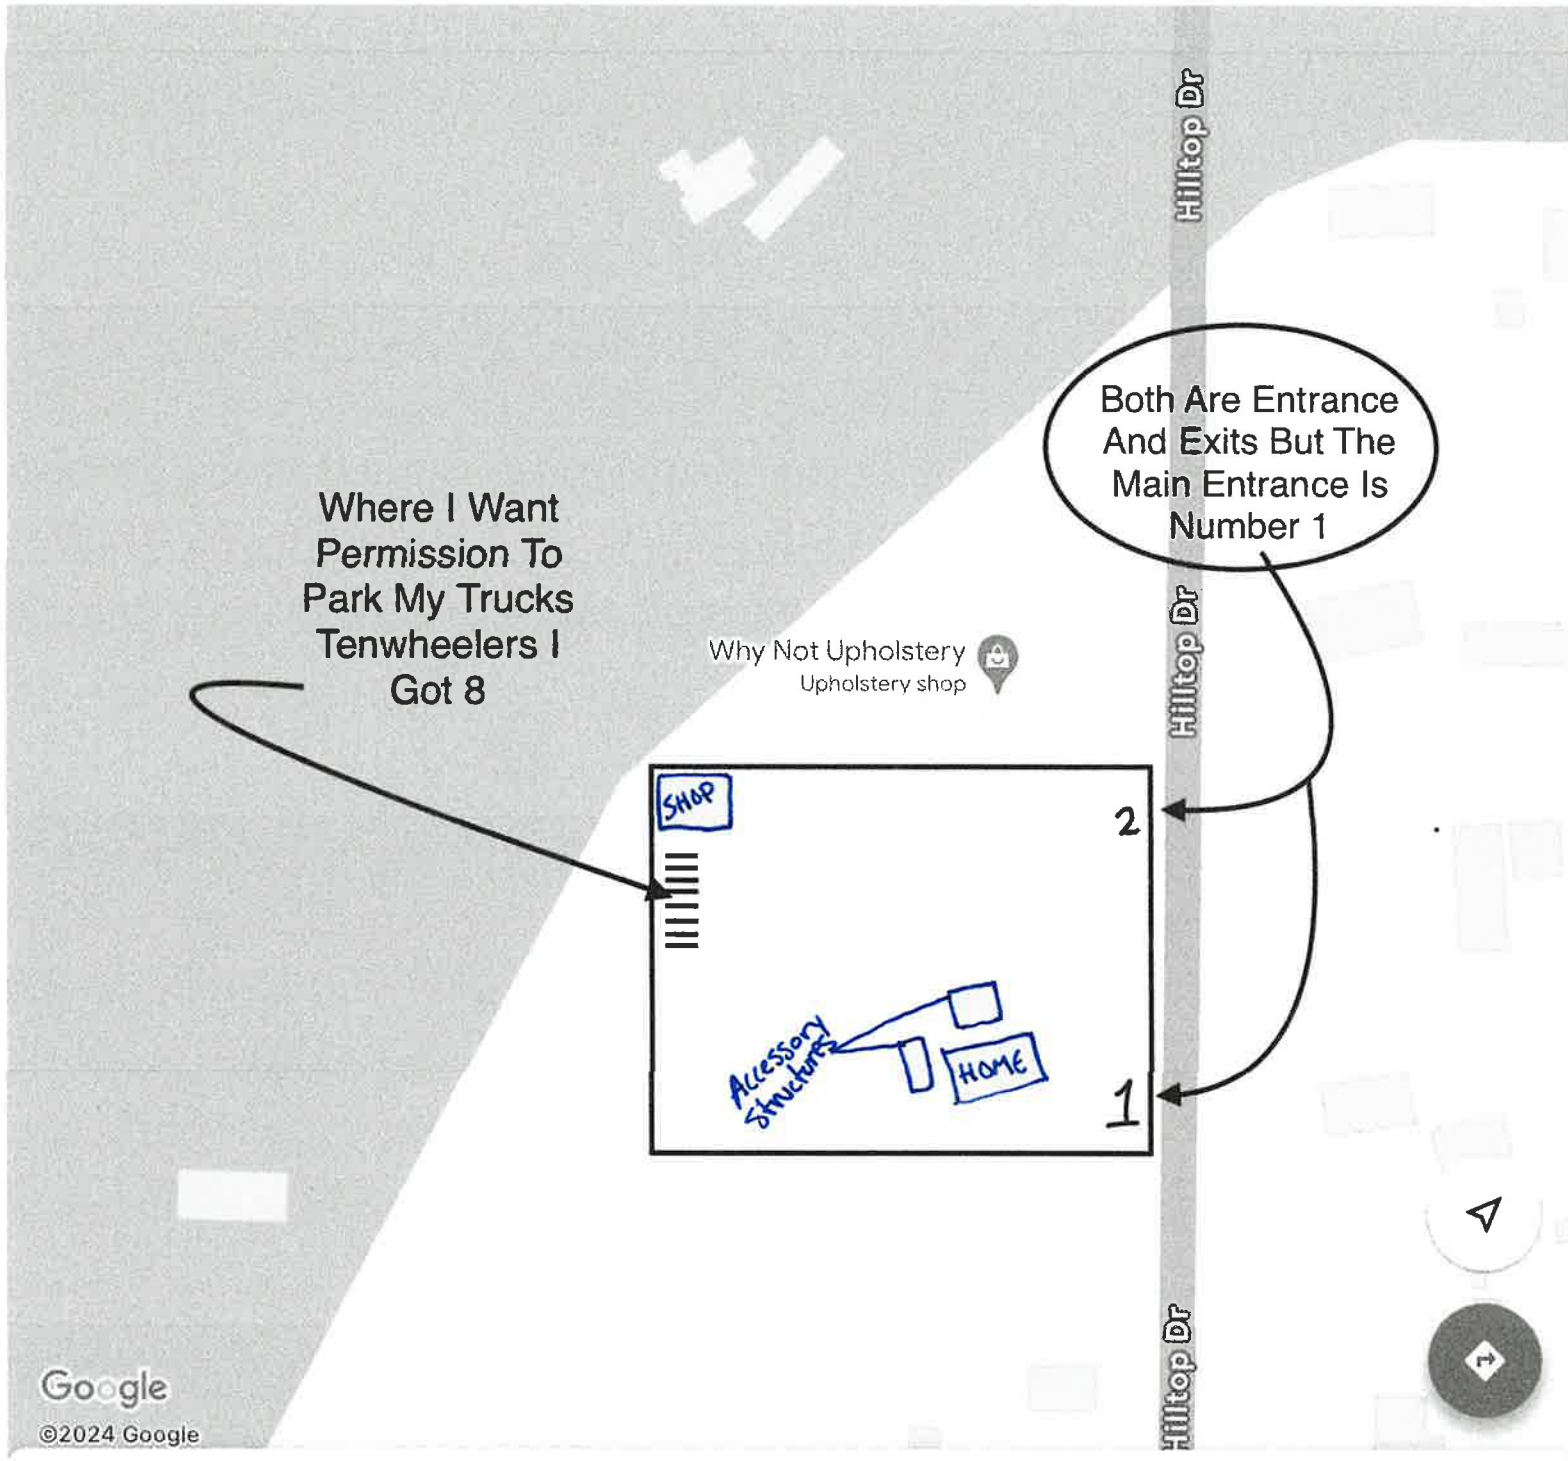 Hilltop Dr
Both Are Entrance
And Exits But The
Main Entrance Is
Number 1
Where I Want
Permission To
Park My Trucks
Tenwheelers I
Got 8
Hilltop Dr
Why Not Upholstery
Upholstery shop
SHOP
2
Accessory
Structures
HOME
1
Hilltop Dr
Google
©2024 Google